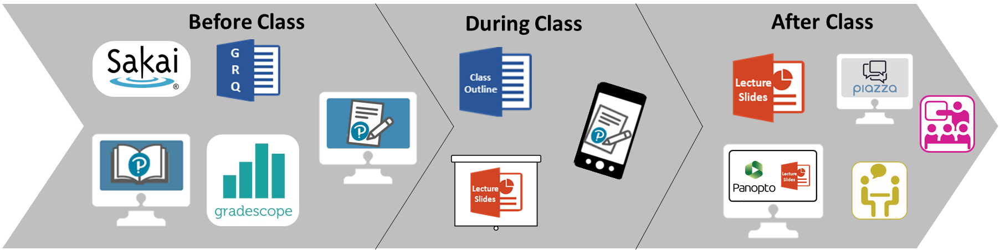 Before Class
Sakai
®
G
R
Q
P
P
gradescope
During Class
Class
Outline
P
Lecture
Slides
After Class
Lecture
Slides
piazza
Panopto
Lecture
Slides